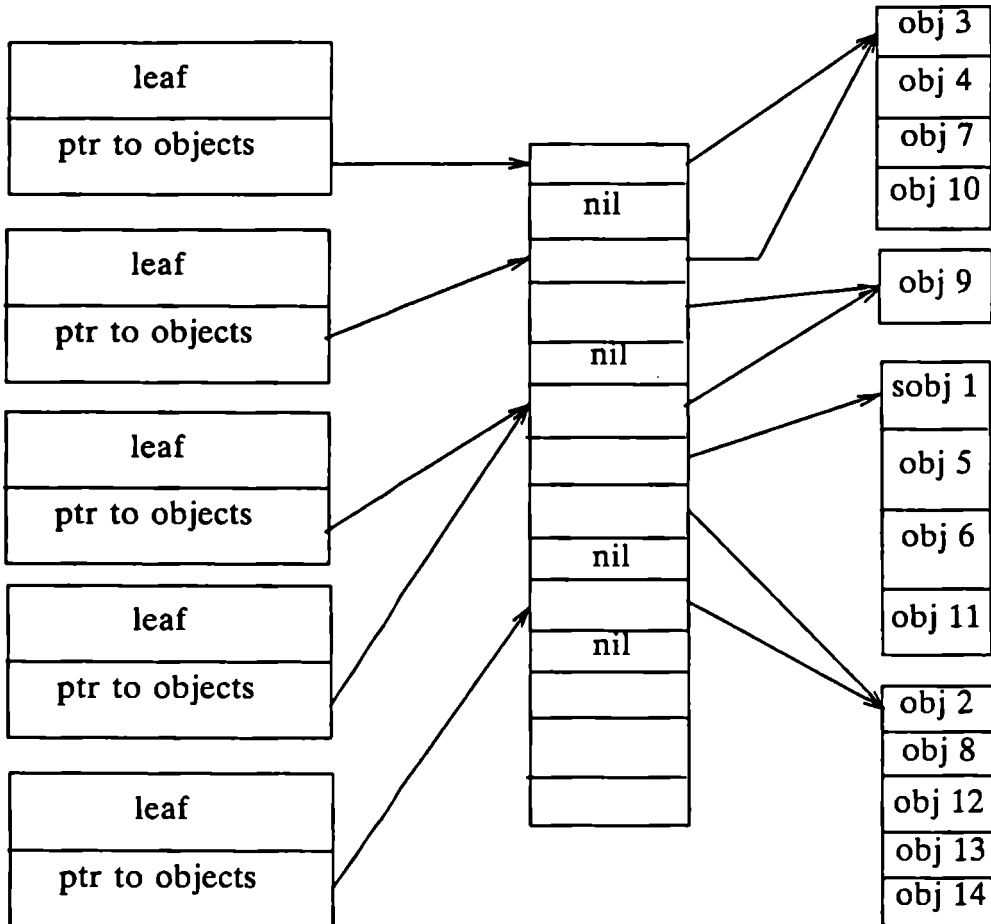 leaf
ptr to objects
leaf
ptr to objects
leaf
ptr to objects
leaf
ptr to objects
leaf
ptr to objects
nil
nil
nil
nil
obj 3
obj 4
obj 7
obj 10
obj 9
sobj 1
obj 5
obj 6
obj 11
obj 2
obj 8
obj 12
obj 13
obj 14